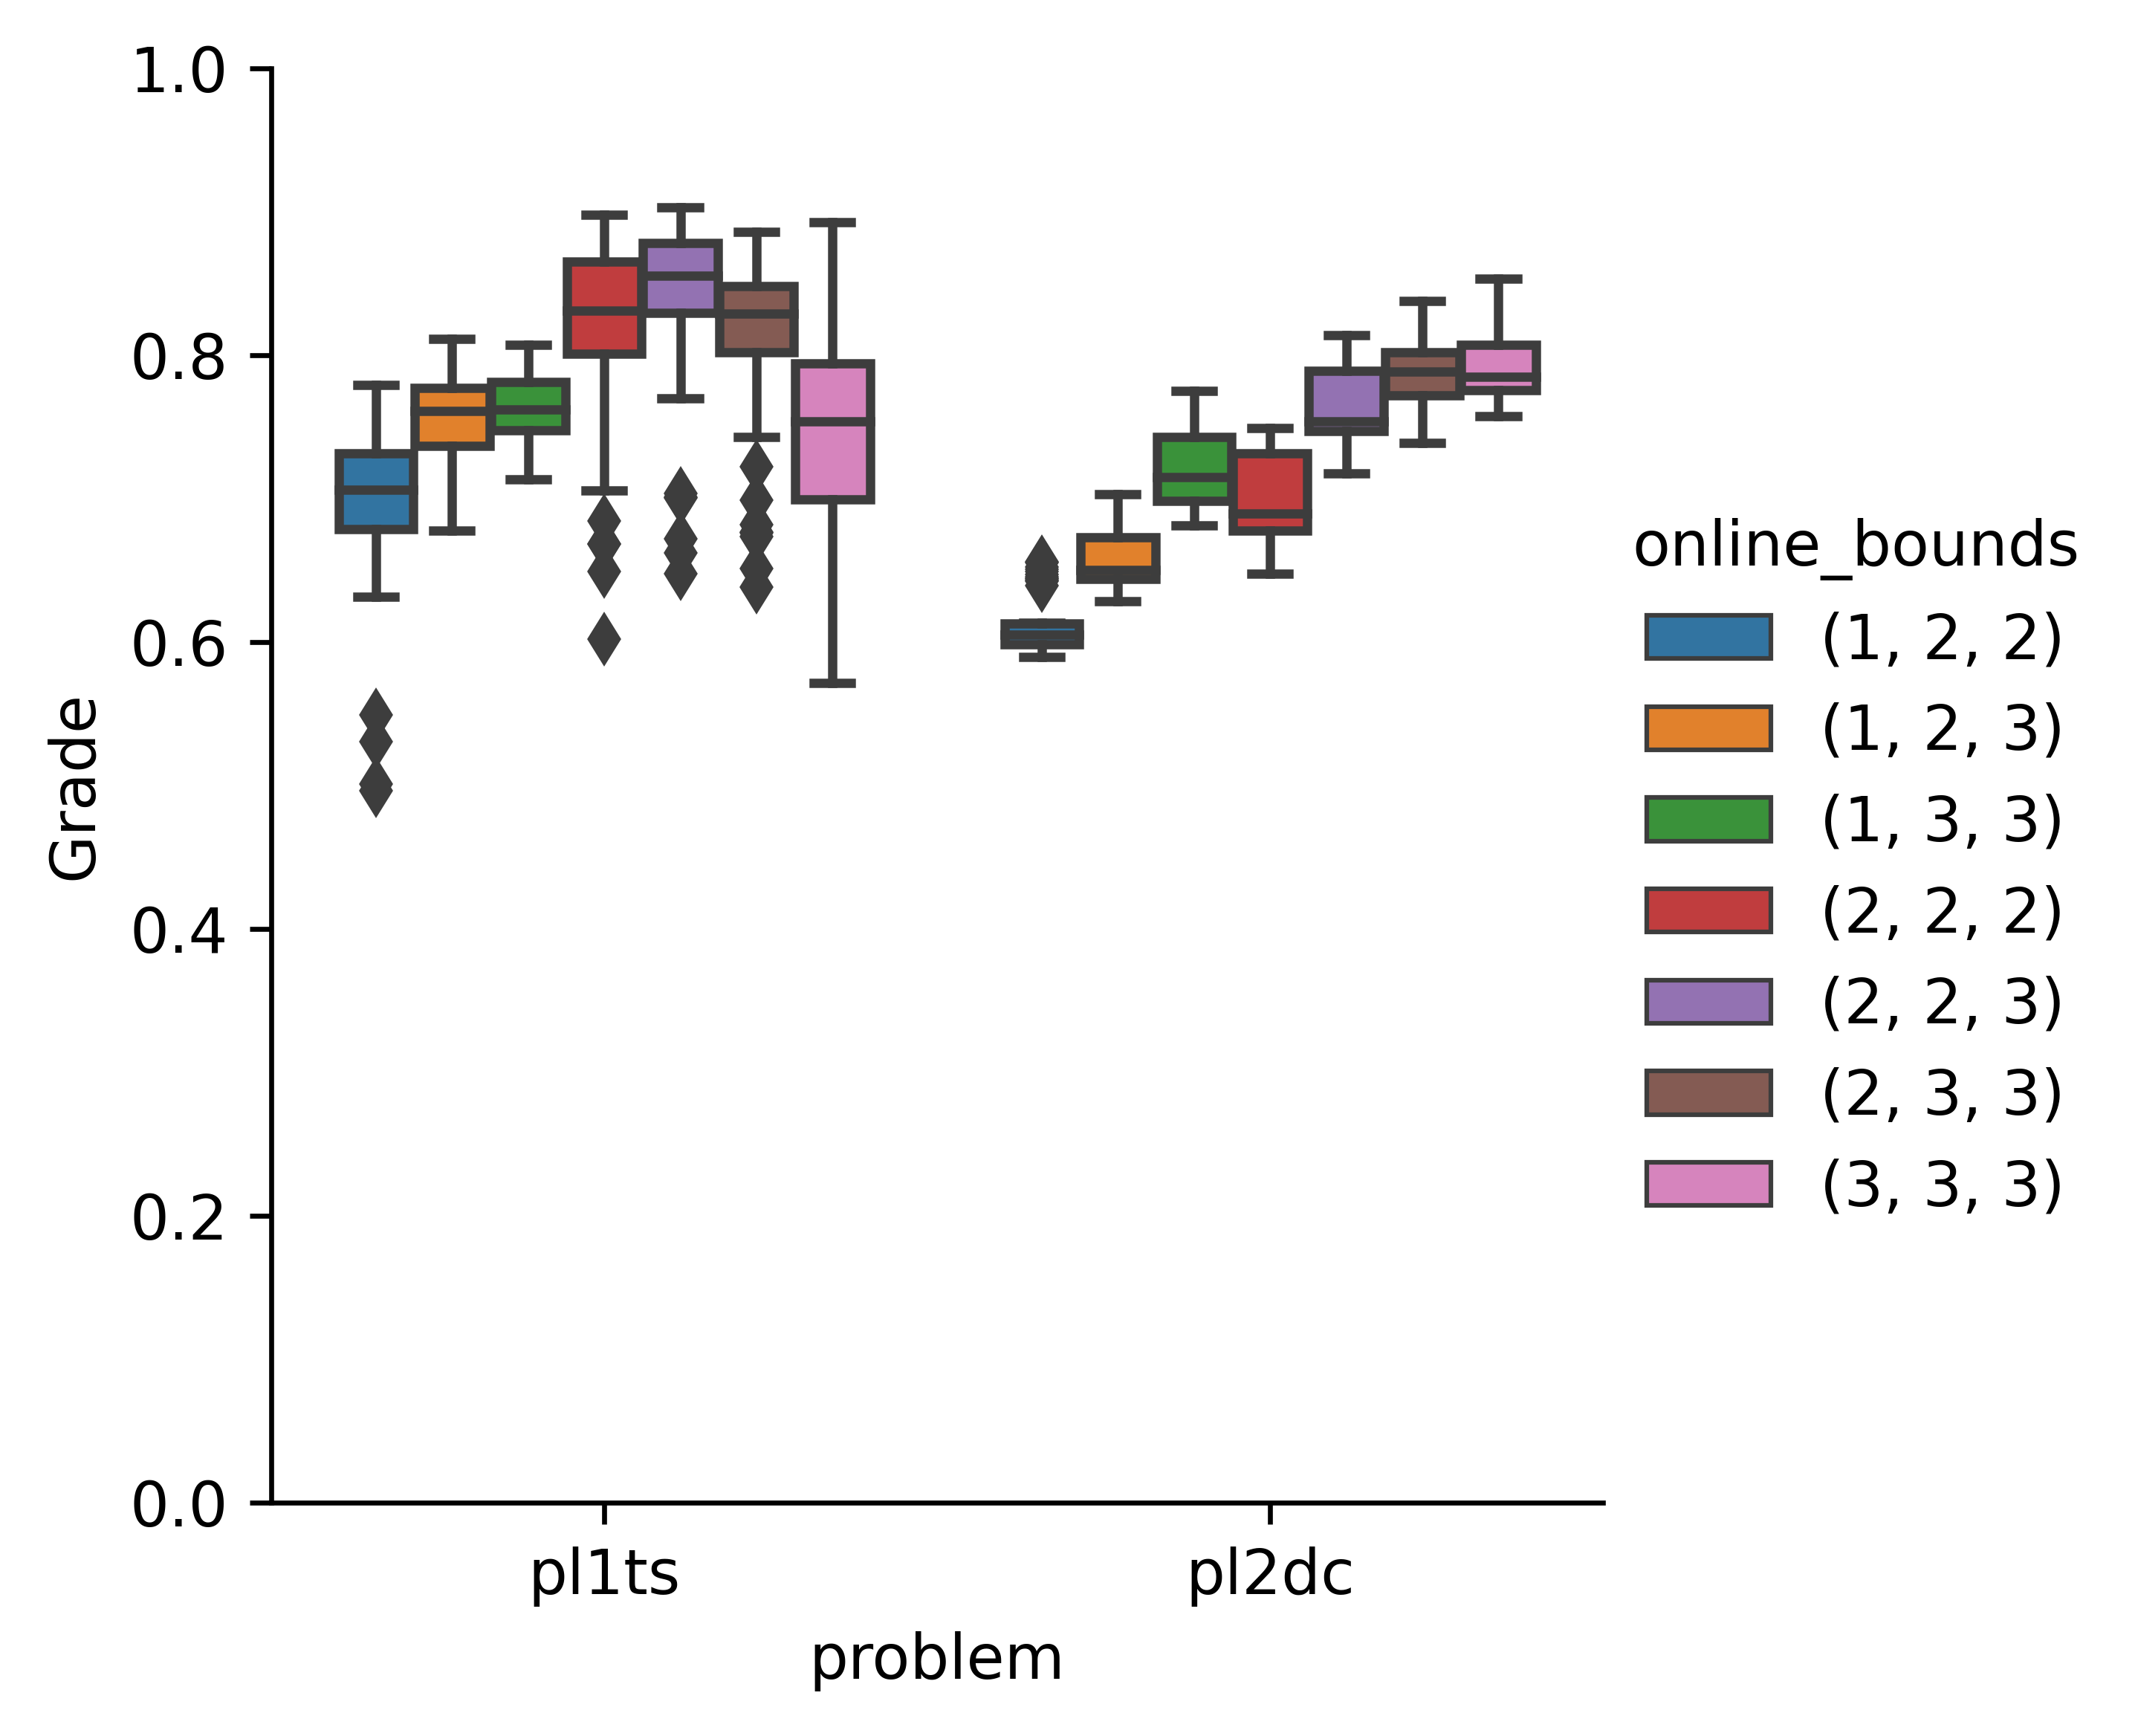 1.0
0.8
0.6
0.4
0.2
0.0
Grade
pl1ts
pl2dc
problem
online_bounds
(1, 2, 2)
(1, 2, 3)
(1, 3, 3)
(2, 2, 2)
(2, 2, 3)
(2, 3, 3)
(3, 3, 3)